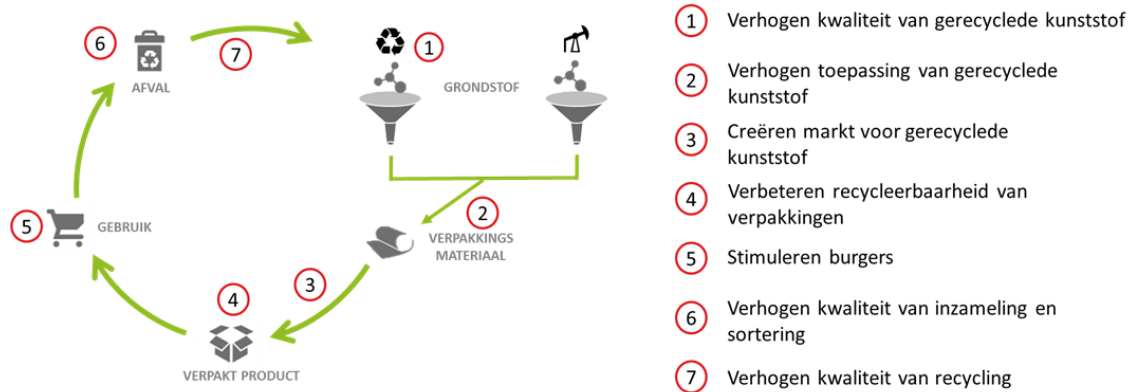 6
AFVAL
7
1
GRONDSTOF
2
VERPAKKINGS
MATERIAAL
3
4
VERPAKT PRODUCT
5
GEBRUIK
1 Verhogen kwaliteit van gerecyclede kunststof
2 Verhogen toepassing van gerecyclede
kunststof
3 Creëren markt voor gerecyclede
kunststof
4 Verbeteren recycleerbaarheid van
verpakkingen
5 Stimuleren burgers
6 Verhogen kwaliteit van inzameling en
sortering
7 Verhogen kwaliteit van recycling